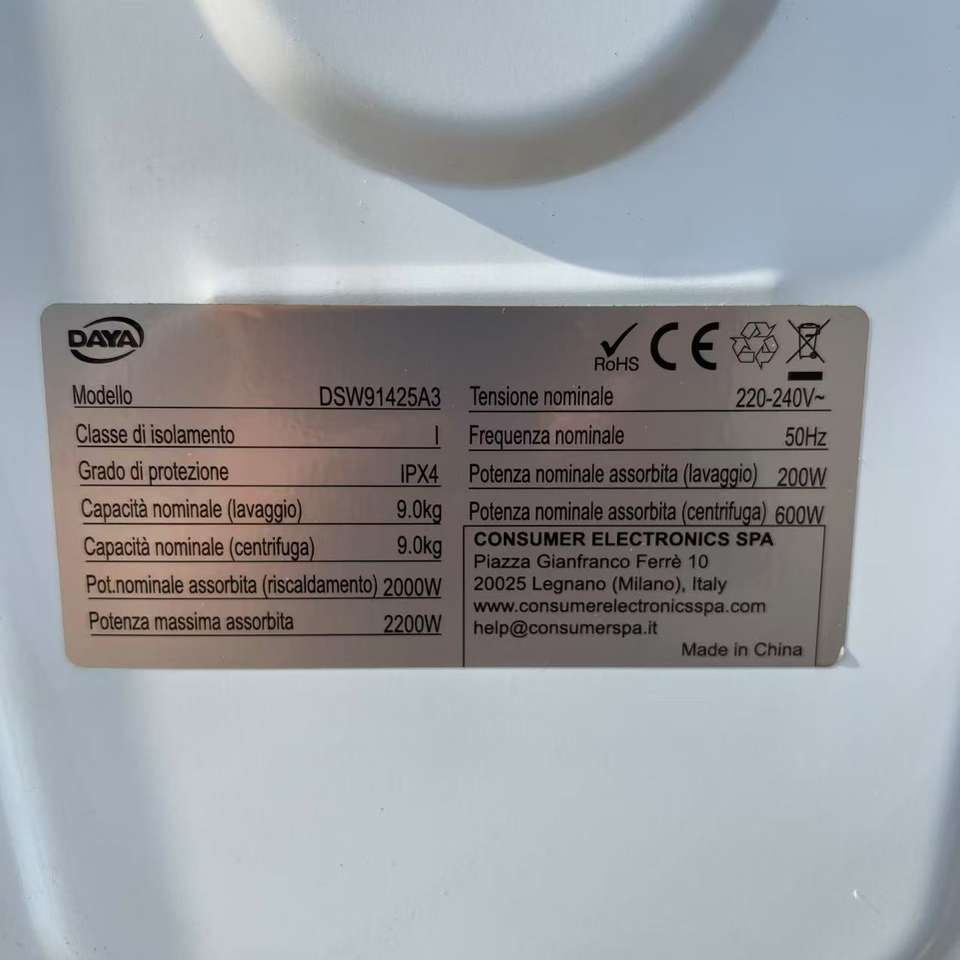 DAYA
RoHS CE
Modello DSW91425A3
Classe di isolamento I
Grado di protezione IPX4
Capacità nominale (lavaggio) 9.0kg
Capacità nominale (centrifuga) 9.0kg
Pot.nominale assorbita (riscaldamento) 2000W
Potenza massima assorbita 2200W
Tensione nominale 220-240V~
Frequenza nominale 50Hz
Potenza nominale assorbita (lavaggio) 200W
Potenza nominale assorbita (centrifuga) 600W
CONSUMER ELECTRONICS SPA
Piazza Gianfranco Ferrè 10
20025 Legnano (Milano), Italy
www.consumerelectronicsspa.com
help@consumerspa.it
Made in China